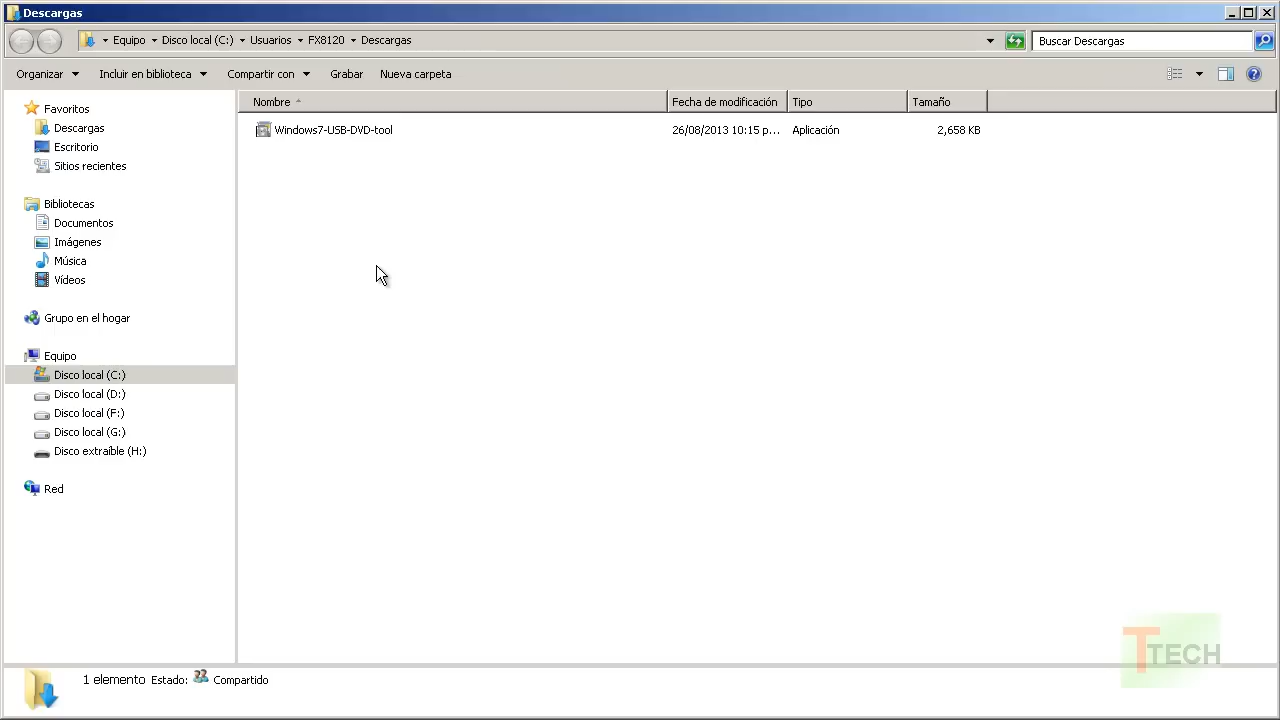 Descargas
Equipo Disco local (C:) Usuarios FX8120 Descargas
Buscar Descargas
Organizar Incluir en biblioteca Compartir con Grabar Nueva carpeta
Nombre Fecha de modificación Tipo Tamaño
Windows7-USB-DVD-tool 26/08/2013 10:15 p... Aplicación 2,658 KB
Favoritos
Descargas
Escritorio
Sitios recientes
Bibliotecas
Documentos
Imágenes
Música
Vídeos
Grupo en el hogar
Equipo
Disco local (C:)
Disco local (D:)
Disco local (F:)
Disco local (G:)
Disco extraíble (H:)
Red
1 elemento Estado: Compartido
TTECH